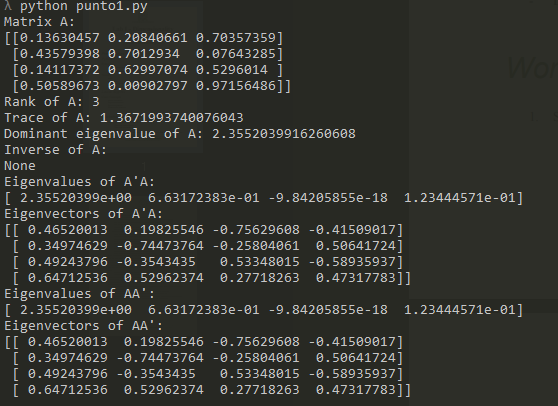 λ python punto1.py
Matrix A:
[[0.13630457 0.20840661 0.70357359]
 [0.43579398 0.7012934  0.07643285]
 [0.14117372 0.62997074 0.5296014 ]
 [0.50589673 0.00902797 0.97156486]]
Rank of A: 3
Trace of A: 1.3671993740076043
Dominant eigenvalue of A: 2.3552039916260608
Inverse of A:
None
Eigenvalues of A'A:
[ 2.35520399e+00  6.63172383e-01 -9.84205855e-18  1.23444571e-01]
Eigenvectors of A'A:
[[ 0.46520013  0.19825546 -0.75629608 -0.41509017]
 [ 0.34974629 -0.74473764 -0.25804061  0.50641724]
 [ 0.49243796 -0.3543435   0.53348015 -0.58935937]
 [ 0.64712536  0.52962374  0.27718263  0.47317783]]
Eigenvalues of AA':
[ 2.35520399e+00  6.63172383e-01 -9.84205855e-18  1.23444571e-01]
Eigenvectors of AA':
[[ 0.46520013  0.19825546 -0.75629608 -0.41509017]
 [ 0.34974629 -0.74473764 -0.25804061  0.50641724]
 [ 0.49243796 -0.3543435   0.53348015 -0.58935937]
 [ 0.64712536  0.52962374  0.27718263  0.47317783]]